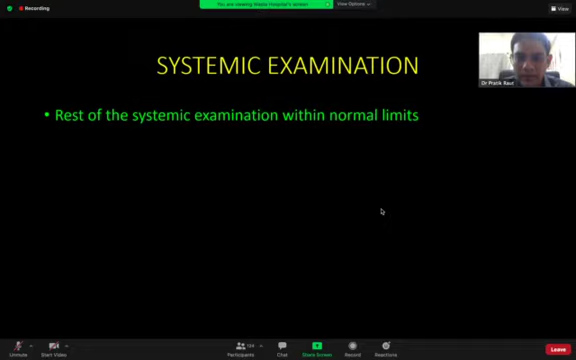 Recording
You are viewing Wadia Hospital's screen
View Options
View
SYSTEMIC EXAMINATION
Dr Pratik Raut
• Rest of the systemic examination within normal limits
Unmute
Start Video
Participants
Chat
Share Screen
Record
Reactions
Leave